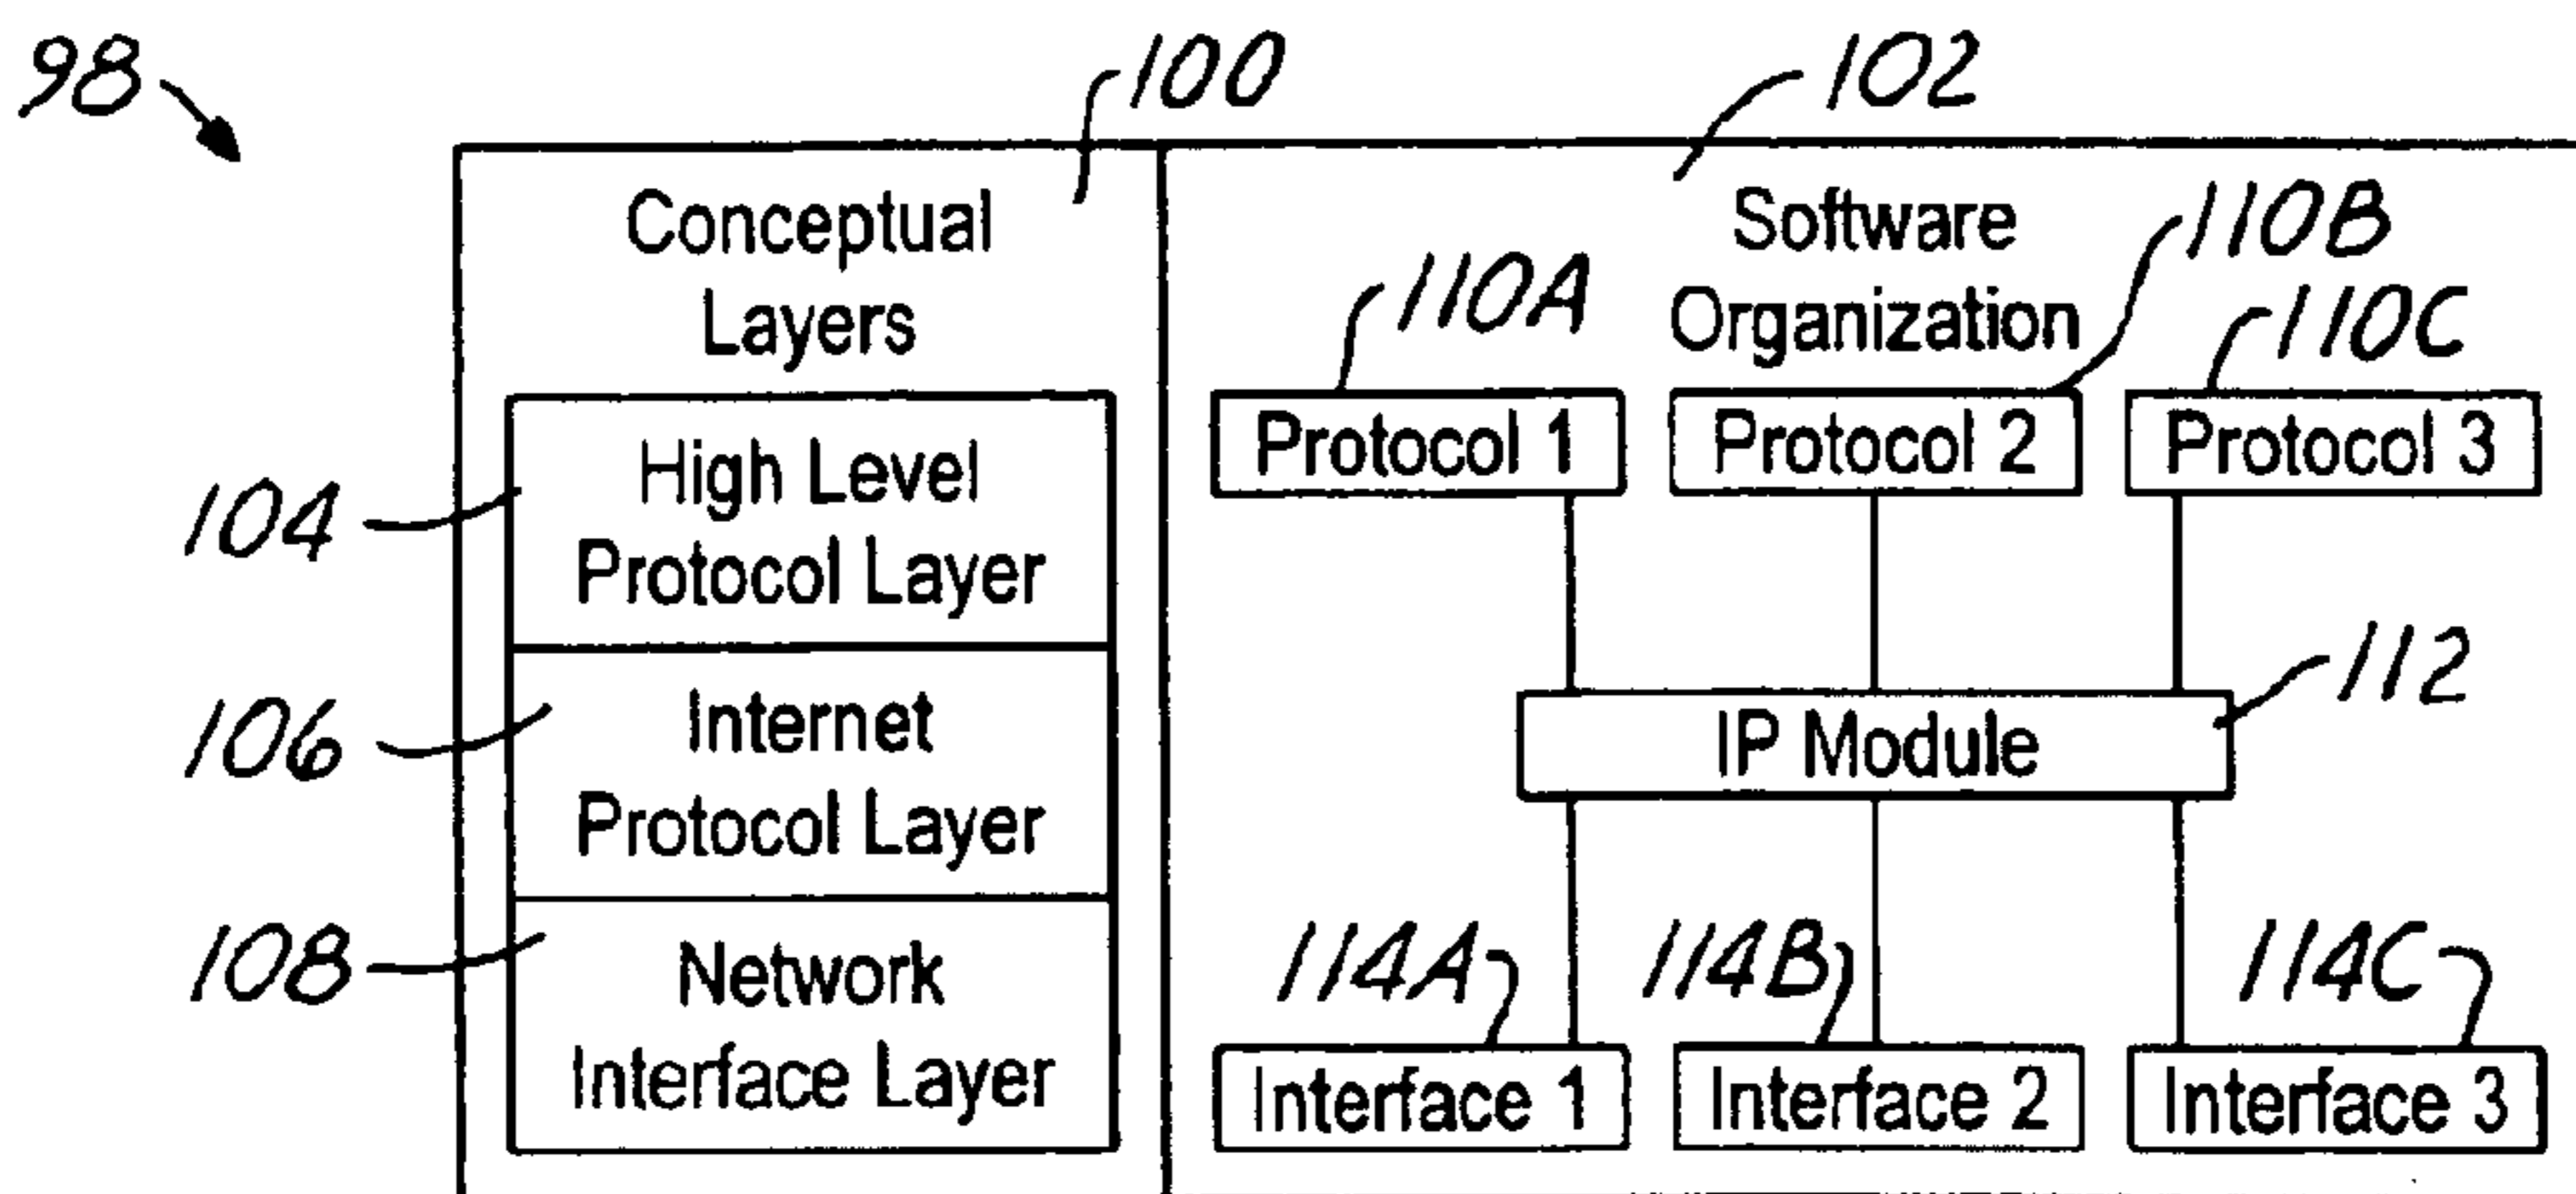 98
100
102
Conceptual
Layers
Software
Organization
110A
110B
110C
104
High Level
Protocol Layer
Protocol 1
Protocol 2
Protocol 3
106
Internet
Protocol Layer
IP Module
112
108
Network
Interface Layer
114A
114B
114C
Interface 1
Interface 2
Interface 3